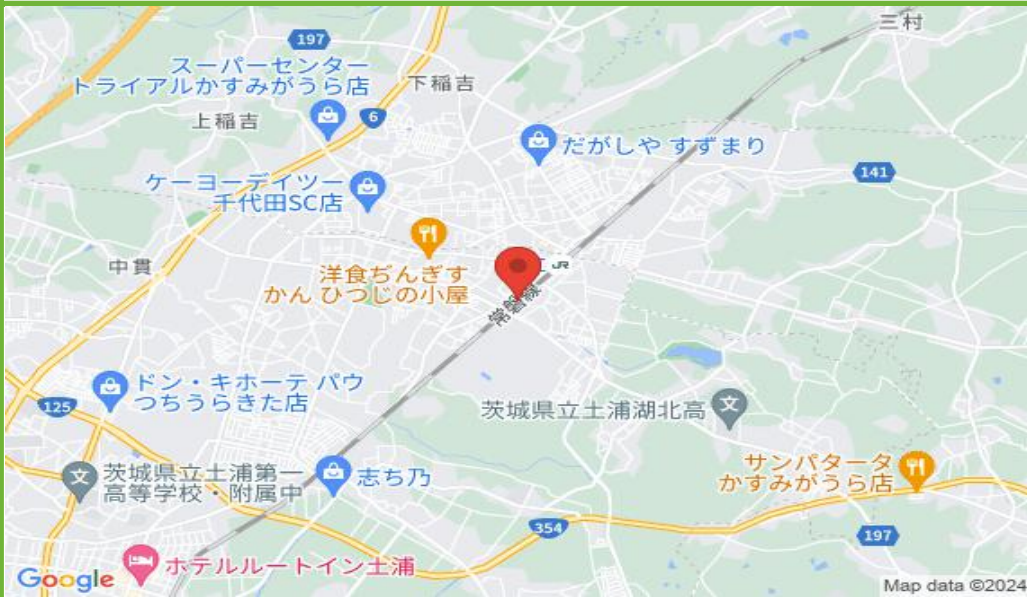 三村
197
スーパーセンター
トライアルかすみがうら店
下稲吉
上稲吉
6
だがしや すずまり
141
ケーヨーデイツー
千代田SC店
中貫
洋食ぢんぎす
かん ひつじの小屋
JR
常磐線
ドン・キホーテ パウ
つちうらきた店
125
茨城県立土浦湖北高
文
茨城県立土浦第一
高等学校・附属中
文
志ち乃
サンパタータ
かすみがうら店
354
197
ホテルルートイン土浦
Google
Map data ©2024